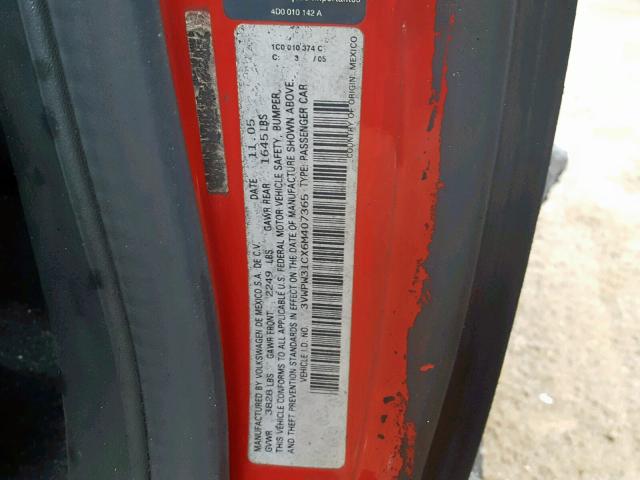 4D0 010 142 A
1C0 010 374 C
C. 3 /05
MANUFACTURED BY VOLKSWAGEN DE MEXICO S.A. DE C.V. DATE 11.05
GVWR 3828 LBS GAWR FRONT 2249 LBS GAWR REAR 1645 LBS
THIS VEHICLE CONFORMS TO ALL APPLICABLE U.S. FEDERAL MOTOR VEHICLE SAFETY, BUMPER,
AND THEFT PREVENTION STANDARDS IN EFFECT ON THE DATE OF MANUFACTURE SHOWN ABOVE.
VEHICLE I.D. NO. 3VWPW31CX6M407365 TYPE: PASSENGER CAR
COUNTRY OF ORIGIN: MEXICO